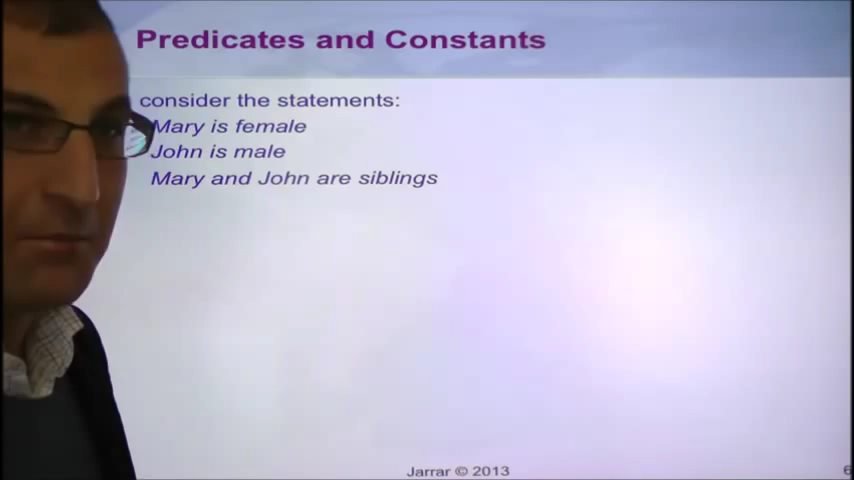 Predicates and Constants
consider the statements:
Mary is female
John is male
Mary and John are siblings
Jarrar © 2013
6